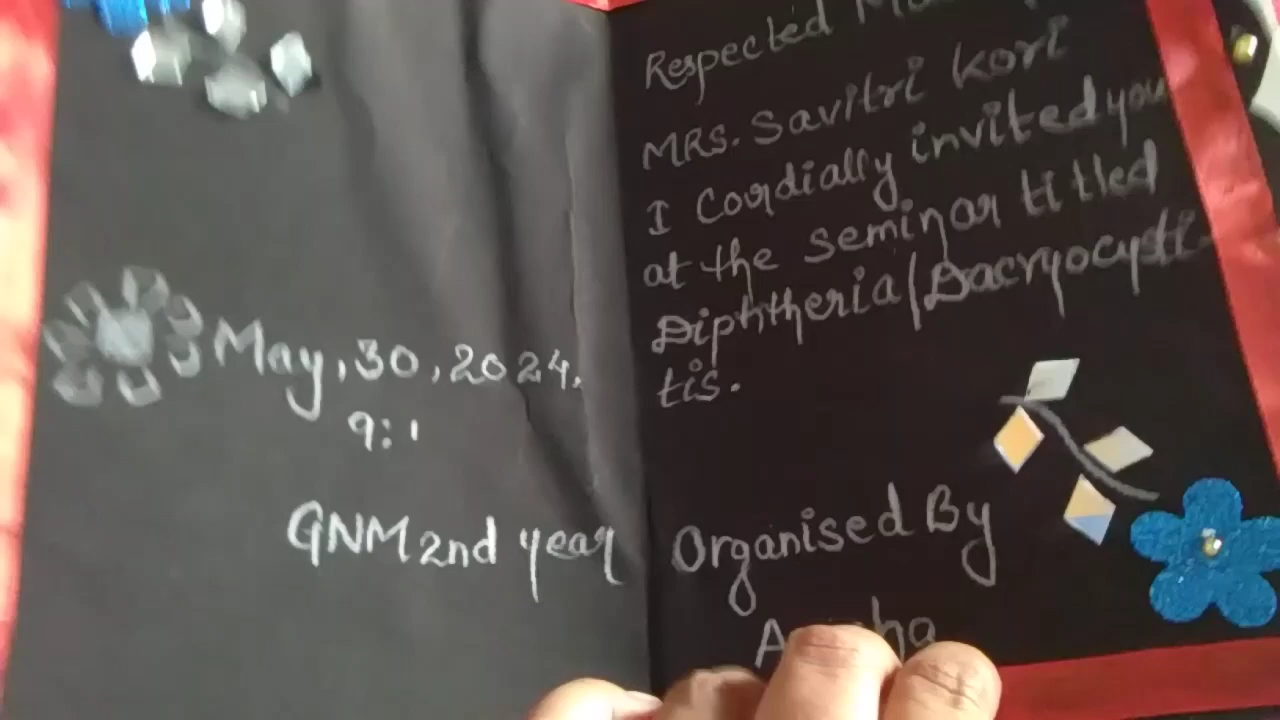 May, 30, 2024,
9:
GNM 2nd year
Respected
MRS. Savitri Kori
I Cordially invited you
at the seminar titled
Diphtheria/Dacryocysti-
tis.
Organised By